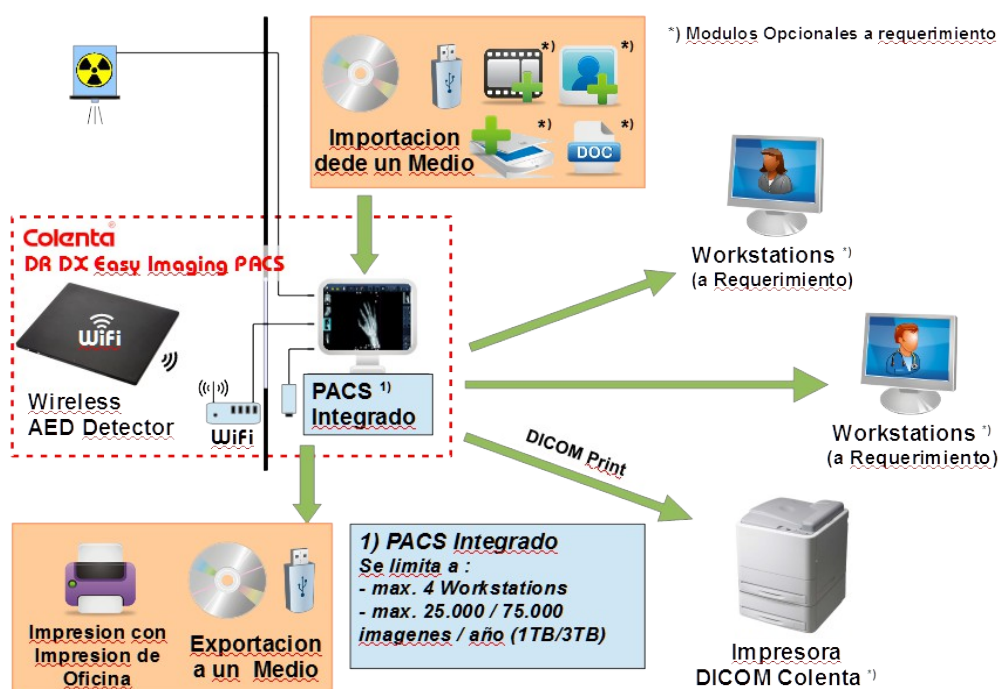 *) Modulos Opcionales a requerimiento
*)
*)
Importacion
dede un Medio
*)
*)
DOC
Colenta
DR DX Easy Imaging PACS
WiFi
Wireless
AED Detector
WiFi
PACS 1)
Integrado
Workstations *)
(a Requerimiento)
Workstations *)
(a Requerimiento)
DICOM Print
Impresion con
Impresion de
Oficina
Exportacion
a un Medio
1) PACS Integrado
Se limita a :
- max. 4 Workstations
- max. 25.000 / 75.000
imagenes / año (1TB/3TB)
Impresora
DICOM Colenta *)